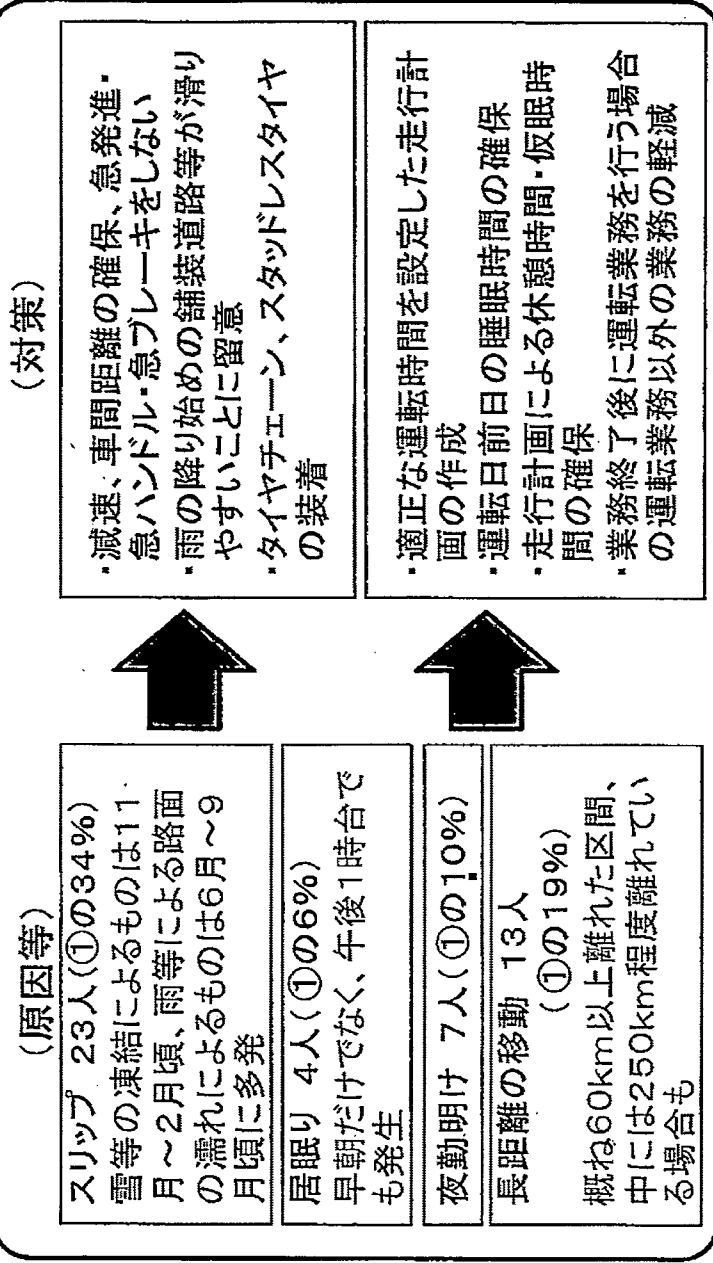 (原因等)
スリップ 23人(①の34%)
雪等の凍結によるものは11
月～2月頃、雨等による路面
の濡れによるものは6月～9
月頃に多発
居眠り 4人(①の6%)
早朝だけでなく、午後1時台で
も発生
夜勤明け 7人(①の10%)
長距離の移動 13人
(①の19%)
概ね60km以上離れた区間、
中には250km程度離れてい
る場合も
(対策)
・減速、車間距離の確保、急発進・
急ハンドル・急ブレーキをしない
・雨の降り始めの舗装道路等が滑り
やすいことに留意
・タイヤチェーン、スタッドレスタイヤ
の装着
・適正な運転時間を設定した走行計
画の作成
・運転日前日の睡眠時間の確保
・走行計画による休憩時間・仮眠時
間の確保
・業務終了後に運転業務を行う場合
の運転業務以外の業務の軽減